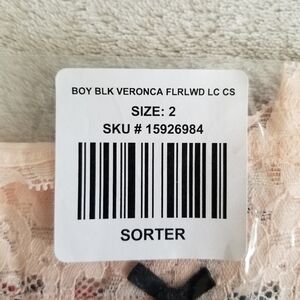 BOY BLK VERONCA FLRLWD LC CS
SIZE: 2
SKU # 15926984
SORTER